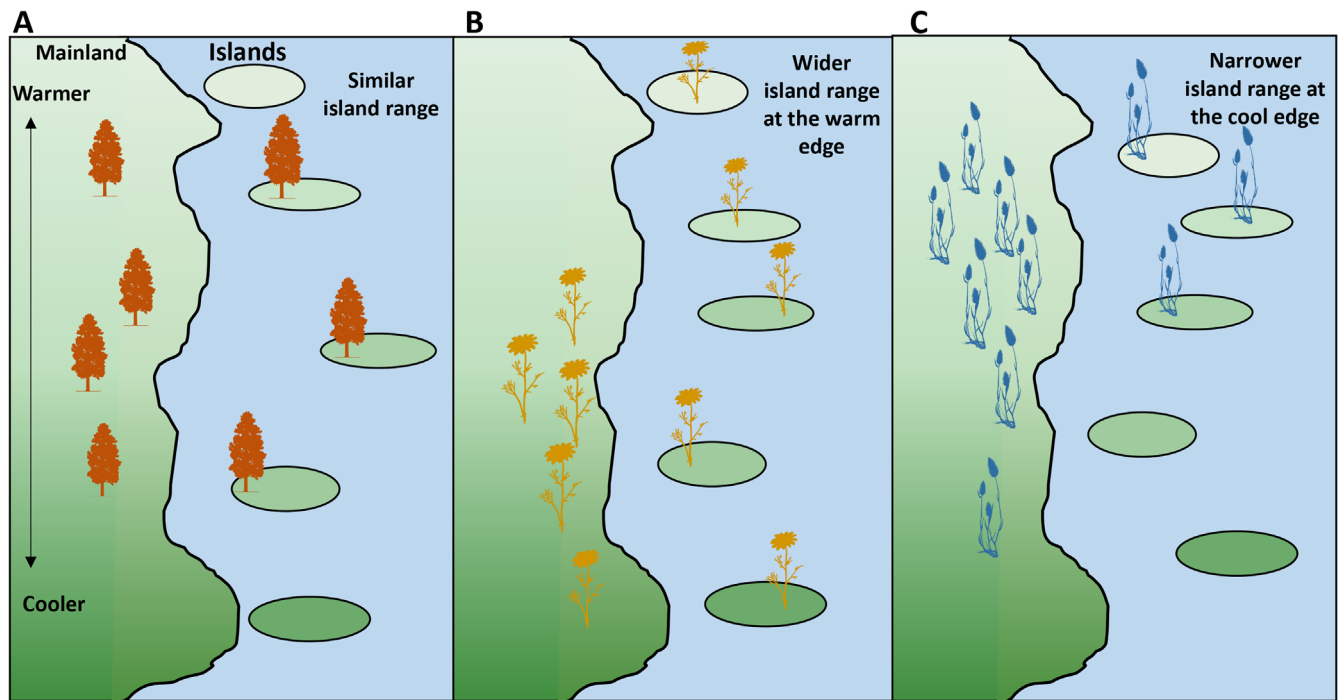 A
Mainland
Islands
Warmer
Similar
island range
Cooler
B
Wider
island range
at the warm
edge
C
Narrower
island range at
the cool edge